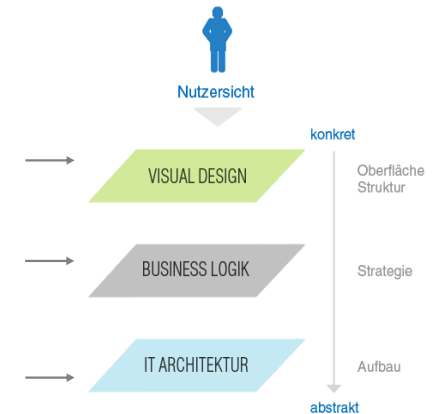 Nutzersicht
konkret
VISUAL DESIGN
Oberfläche
Struktur
BUSINESS LOGIK
Strategie
IT ARCHITEKTUR
Aufbau
abstrakt